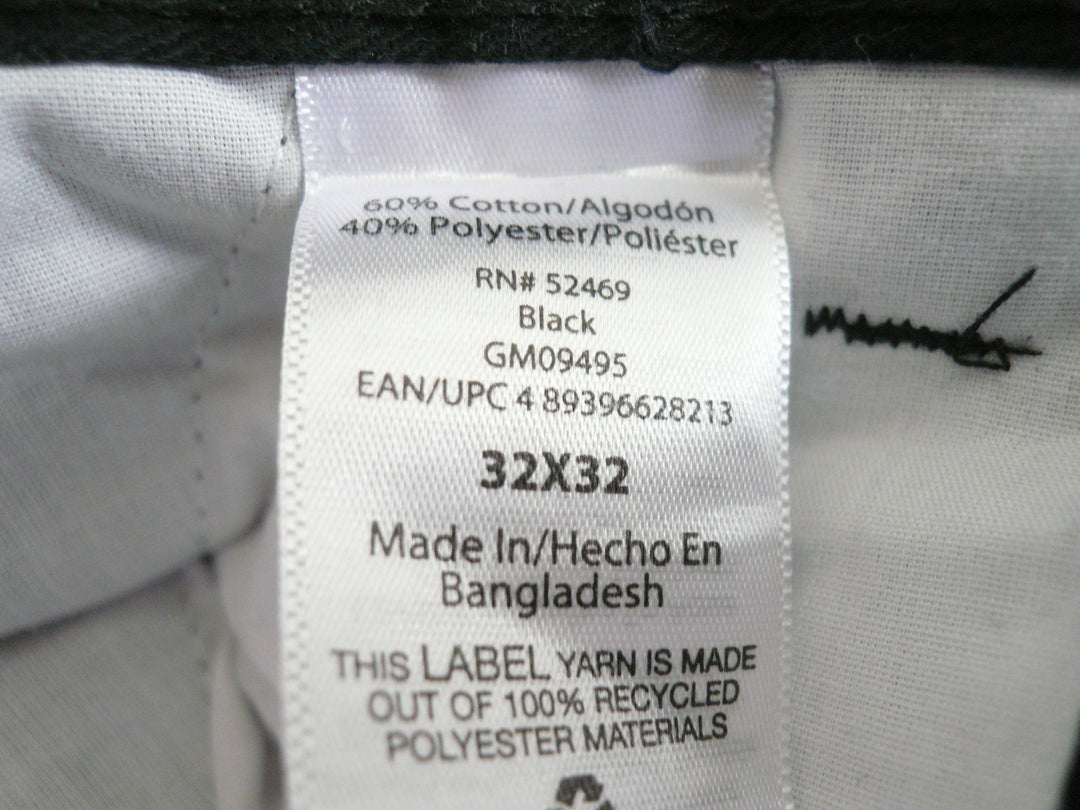 60% Cotton/Algodón
40% Polyester/Poliéster
RN# 52469
Black
GM09495
EAN/UPC 4 89396628213
32X32
Made In/Hecho En
Bangladesh
THIS LABEL YARN IS MADE
OUT OF 100% RECYCLED
POLYESTER MATERIALS